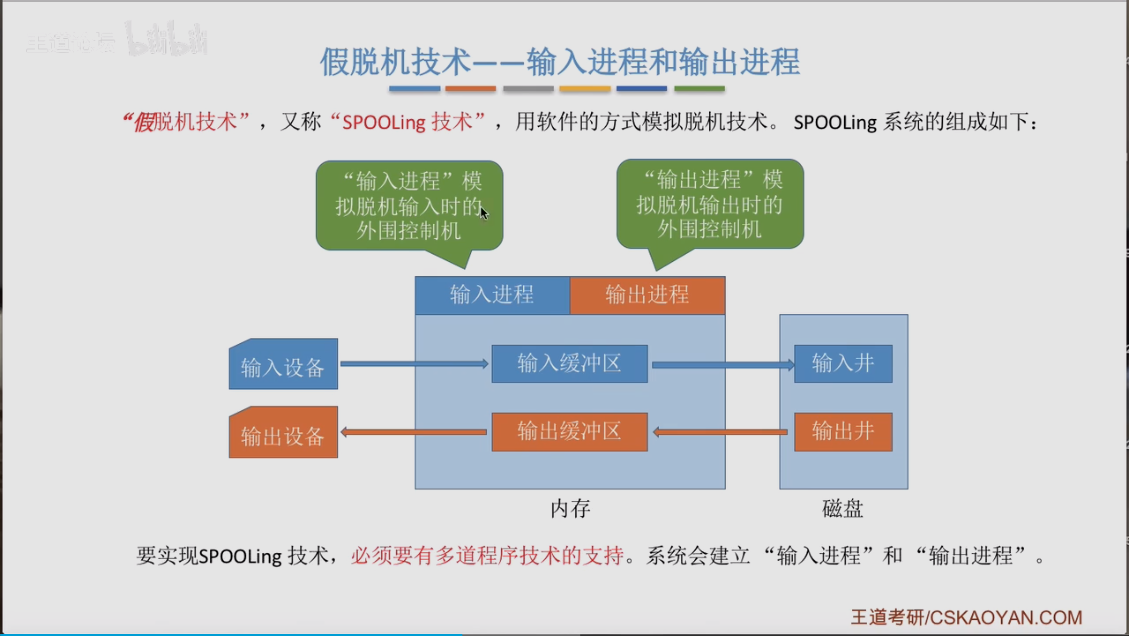 bilibili
假脱机技术——输入进程和输出进程
“假脱机技术”，又称“SPOOLing 技术”，用软件的方式模拟脱机技术。 SPOOLing 系统的组成如下：
“输入进程”模
拟脱机输入时的
外围控制机
“输出进程”模
拟脱机输出时的
外围控制机
输入进程
输出进程
输入设备
输入缓冲区
输入井
输出设备
输出缓冲区
输出井
内存
磁盘
要实现SPOOLing 技术，必须要有多道程序技术的支持。系统会建立 “输入进程”和 “输出进程”。
王道考研/CSKAOYAN.COM